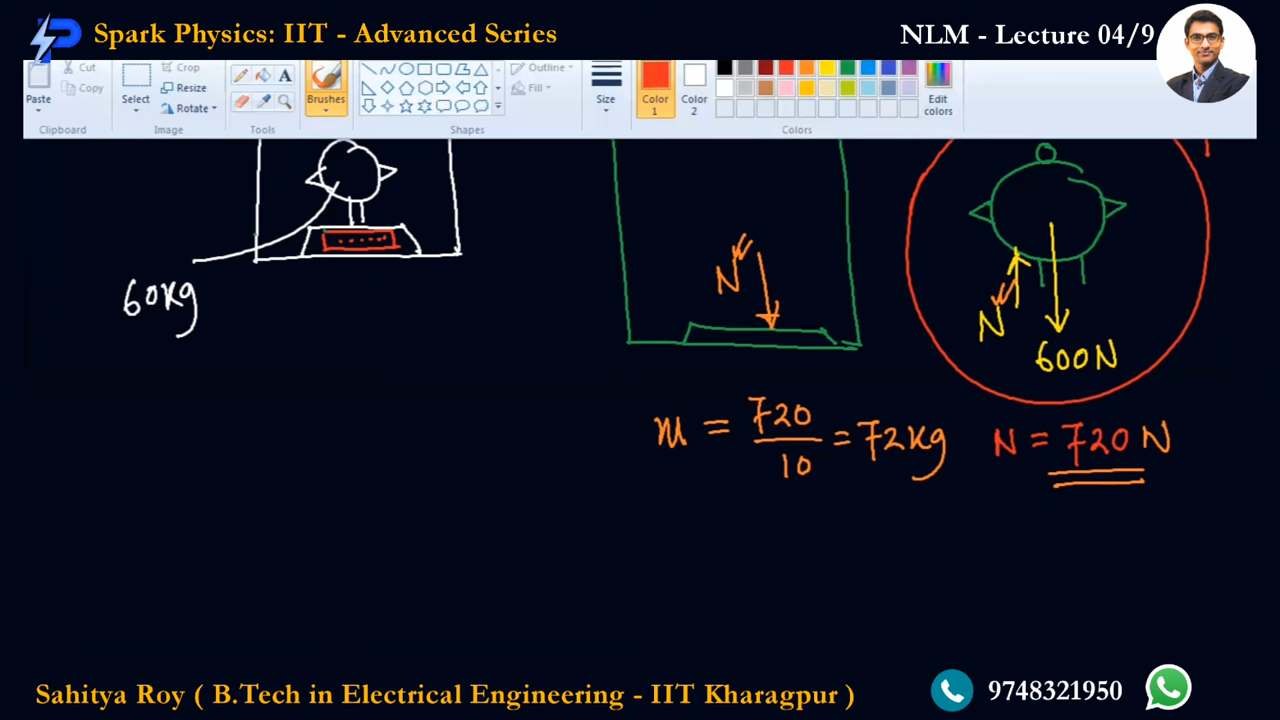 Spark Physics: IIT - Advanced Series
NLM - Lecture 04/9
Cut
Crop
Outline
Copy
Resize
Fill
Paste
Select
Rotate
A
Brushes
Size
Color 1
Color 2
Edit colors
Clipboard
Image
Tools
Shapes
Colors
60kg
N
N
600N
m = 720/10 = 72kg
N = 720 N
Sahitya Roy ( B.Tech in Electrical Engineering - IIT Kharagpur )
9748321950